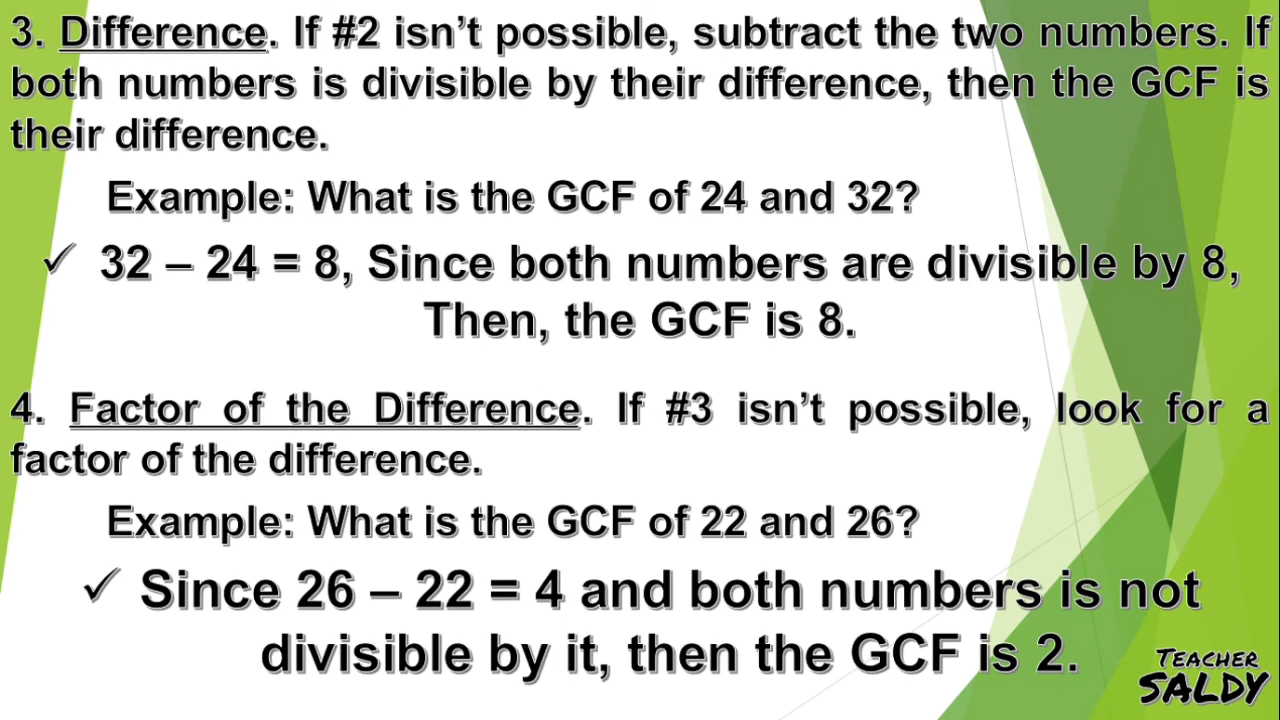 3. Difference. If #2 isn’t possible, subtract the two numbers. If
both numbers is divisible by their difference, then the GCF is
their difference.
Example: What is the GCF of 24 and 32?
✓ 32 – 24 = 8, Since both numbers are divisible by 8,
Then, the GCF is 8.
4. Factor of the Difference. If #3 isn’t possible, look for a
factor of the difference.
Example: What is the GCF of 22 and 26?
✓ Since 26 – 22 = 4 and both numbers is not
divisible by it, then the GCF is 2.
TEACHER
SALDY